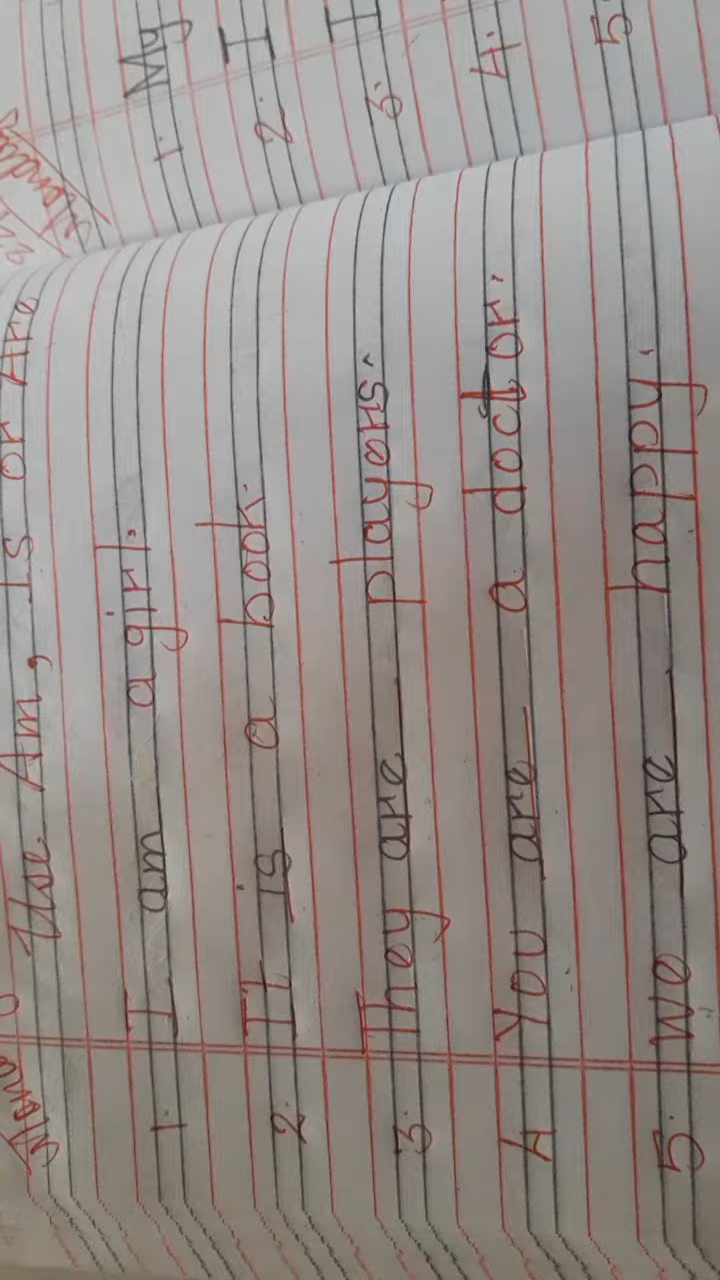 Use Am, Is or Are
1. I am a girl.
2. It is a book.
3. They are players.
4 You are a doctor.
5. We are happy.
1. My
2. I
3. I
4.
5.